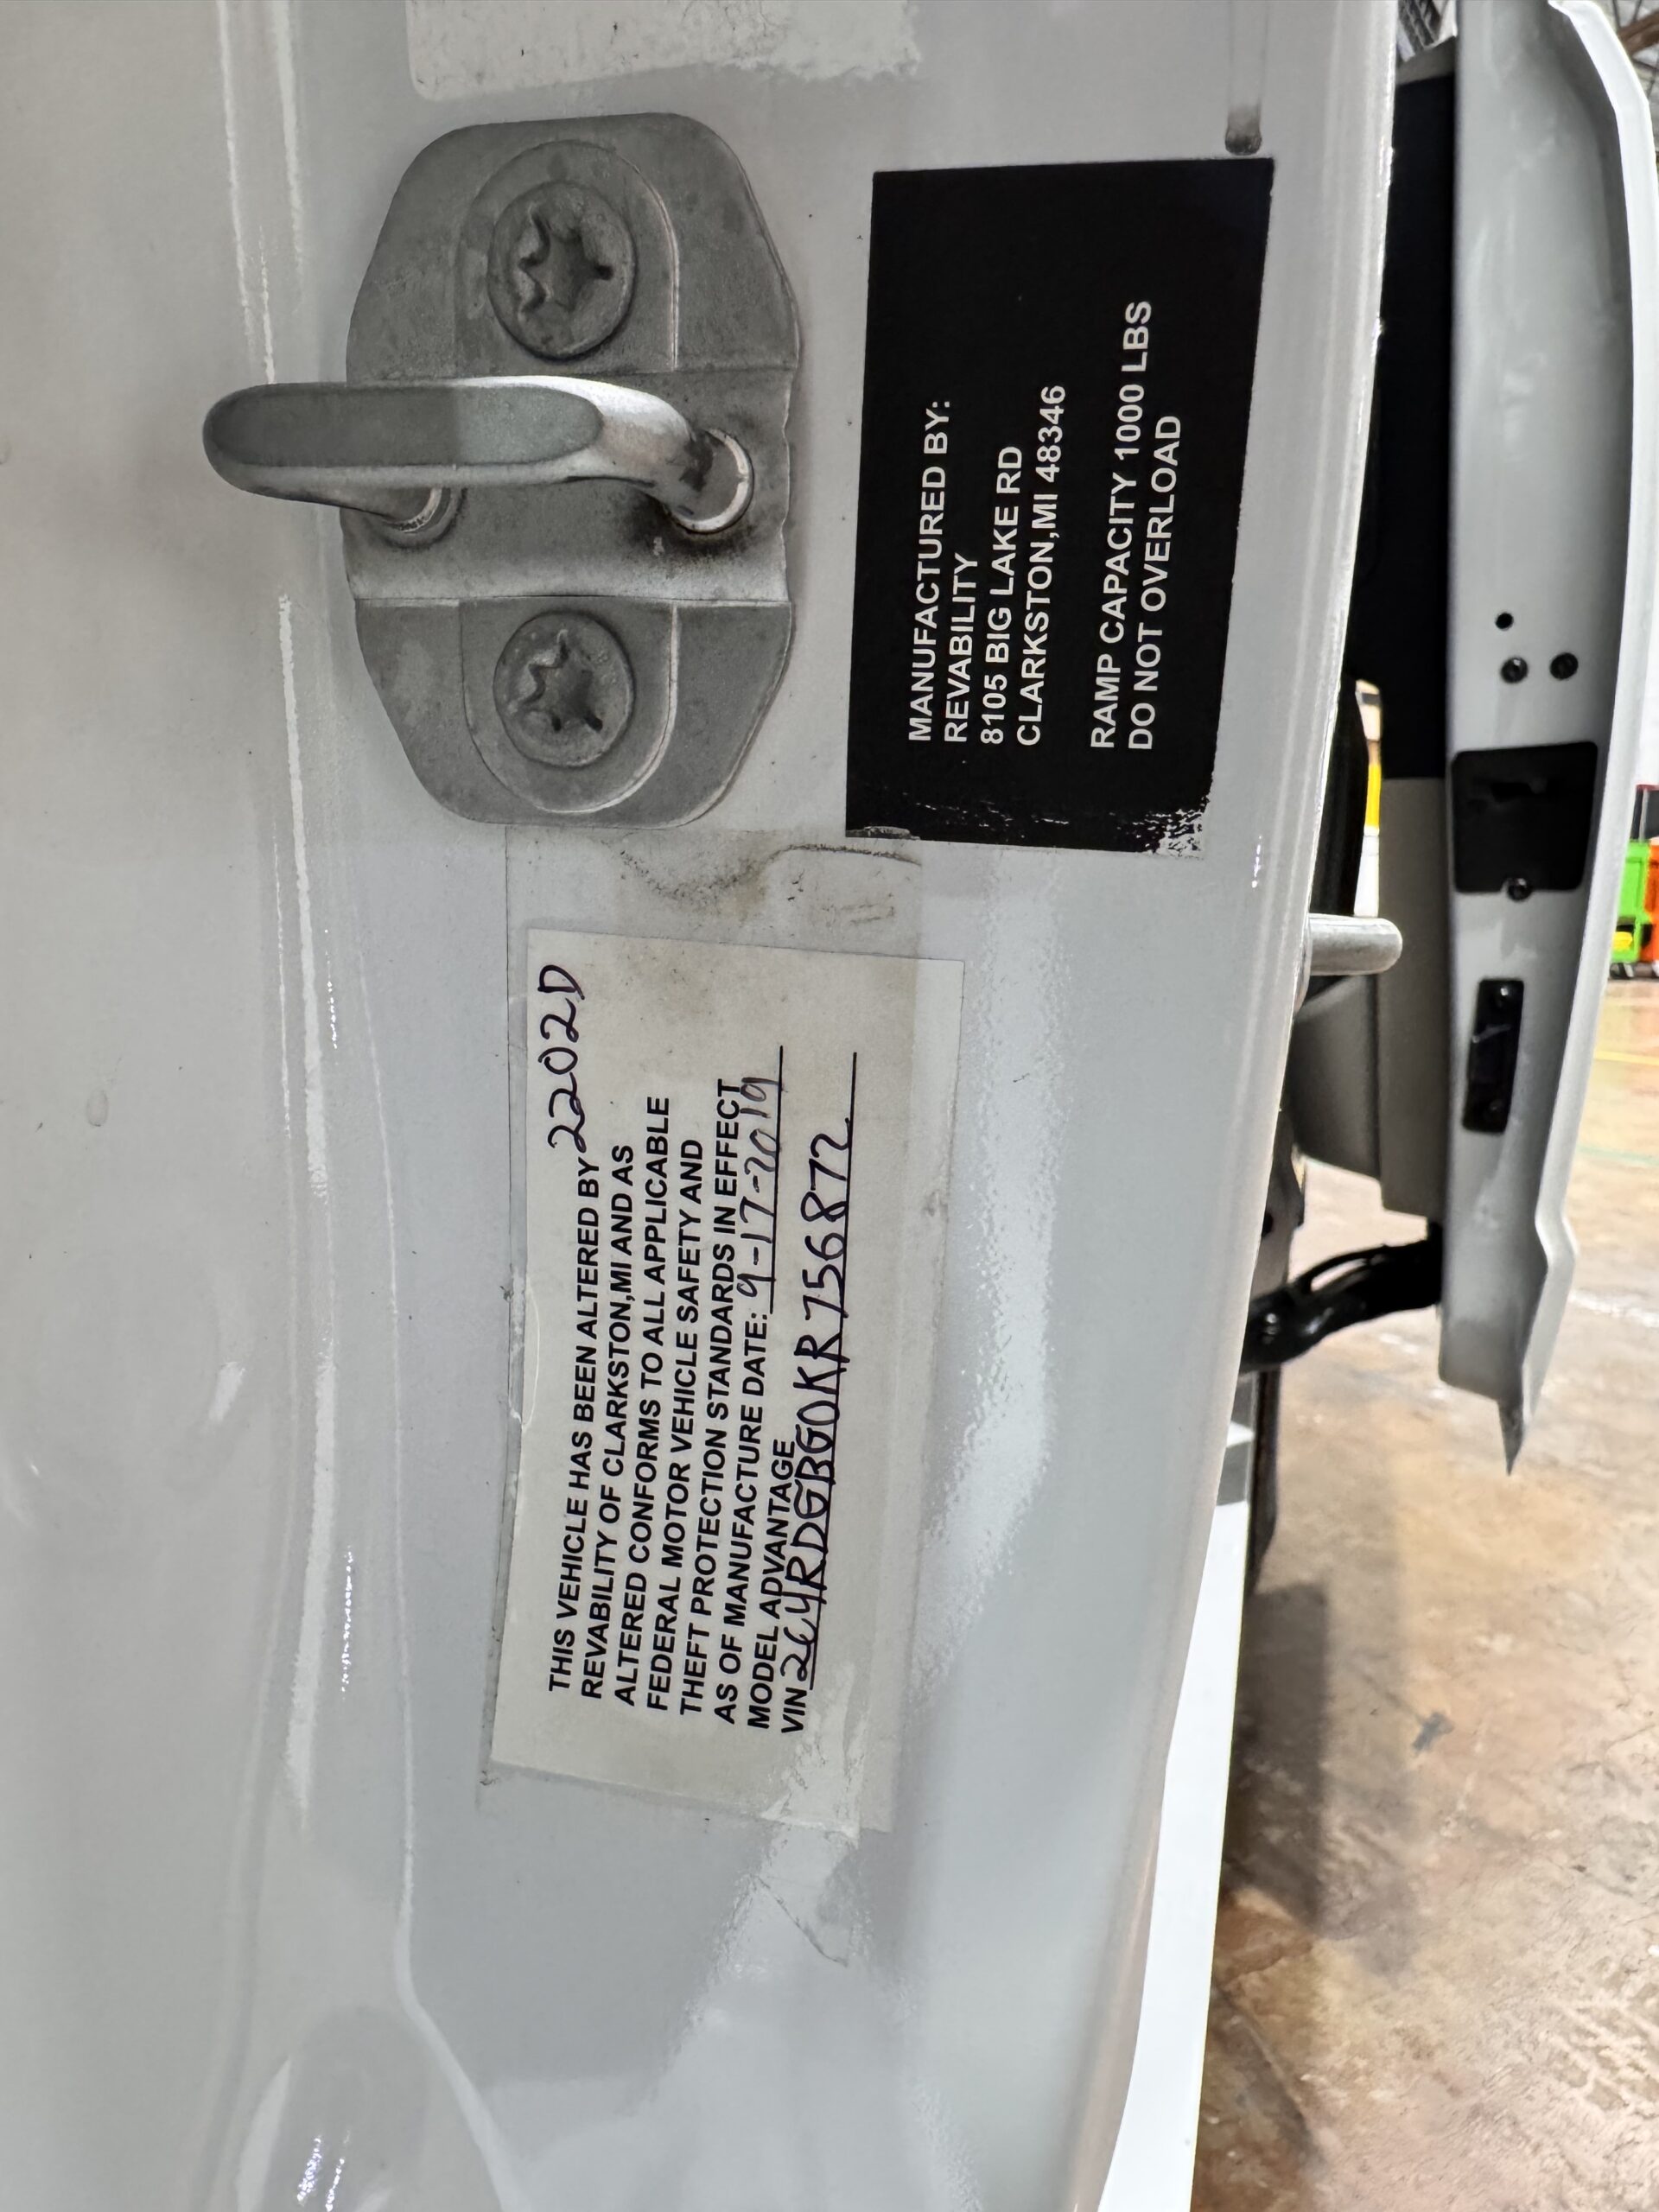 MANUFACTURED BY:
REVABILITY
8105 BIG LAKE RD
CLARKSTON,MI 48346
RAMP CAPACITY 1000 LBS
DO NOT OVERLOAD
THIS VEHICLE HAS BEEN ALTERED BY 2202D
REVABILITY OF CLARKSTON,MI AND AS
ALTERED CONFORMS TO ALL APPLICABLE
FEDERAL MOTOR VEHICLE SAFETY AND
THEFT PROTECTION STANDARDS IN EFFECT
AS OF MANUFACTURE DATE: 9-17-2019
MODEL ADVANTAGE
VIN 2C4RDGBG0KR756872